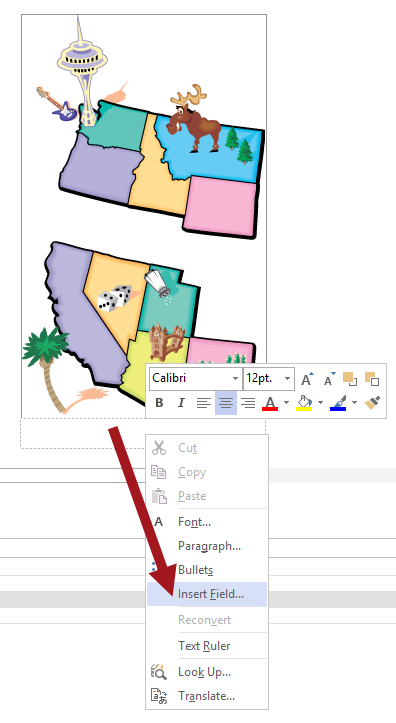 Calibri 12pt. A A
B I A
Cut
Copy
Paste
A Font...
Paragraph...
Bullets
Insert Field...
Reconvert
Text Ruler
Look Up...
Translate...